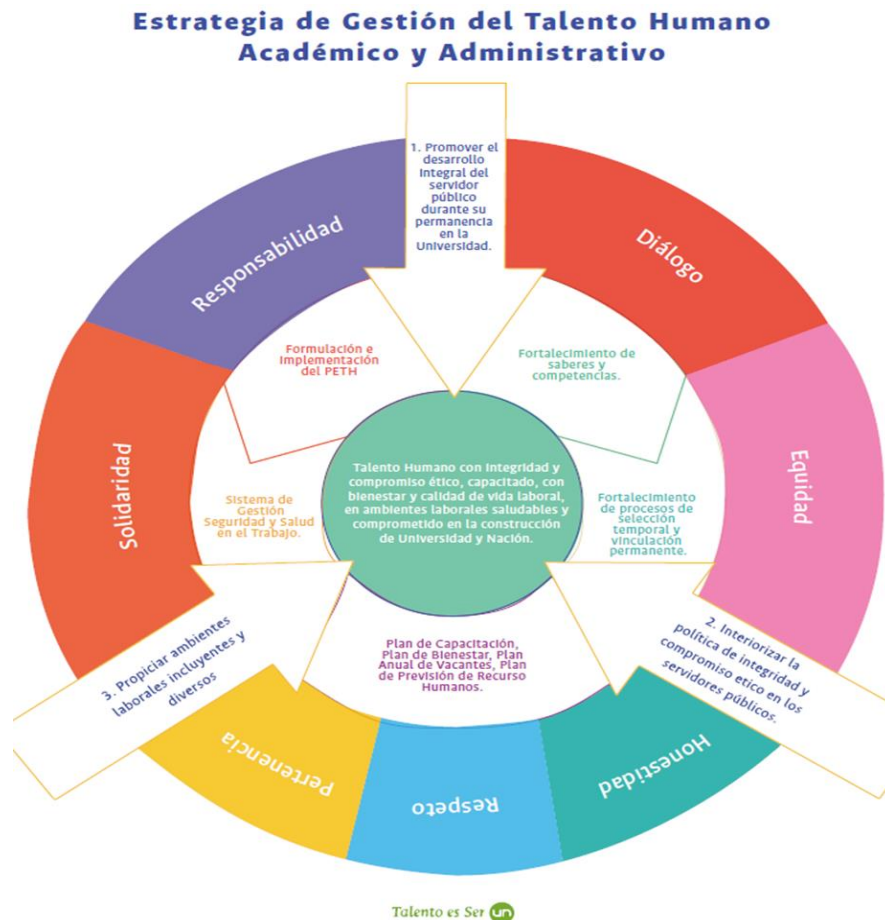 Estrategia de Gestión del Talento Humano
Académico y Administrativo
1. Promover el
desarrollo
Integral del
servidor
público
durante su
permanencia
en la
Universidad.
Responsabilidad
Diálogo
Formulación e
Implementación
del PETH
Fortalecimiento de
saberes y
competencias.
Solidaridad
Equidad
Talento Humano con Integridad y
compromiso ético, capacitado, con
bienestar y calidad de vida laboral,
en ambientes laborales saludables y
comprometido en la construcción
de Universidad y Nación.
Sistema de
Gestión
Seguridad y Salud
en el Trabajo.
Fortalecimiento
de procesos de
selección
temporal y
vinculación
permanente.
3. Propiciar ambientes
laborales incluyentes y
diversos
Plan de Capacitación,
Plan de Bienestar, Plan
Anual de Vacantes, Plan
de Previsión de Recurso
Humanos.
2. Interiorizar la
política de integridad y
compromiso etico en los
servidores públicos.
Pertenencia
Respeto
Honestidad
Talento es Ser un